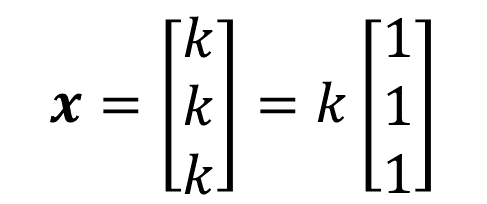 𝒙 = [k k k] = k [1 1 1]